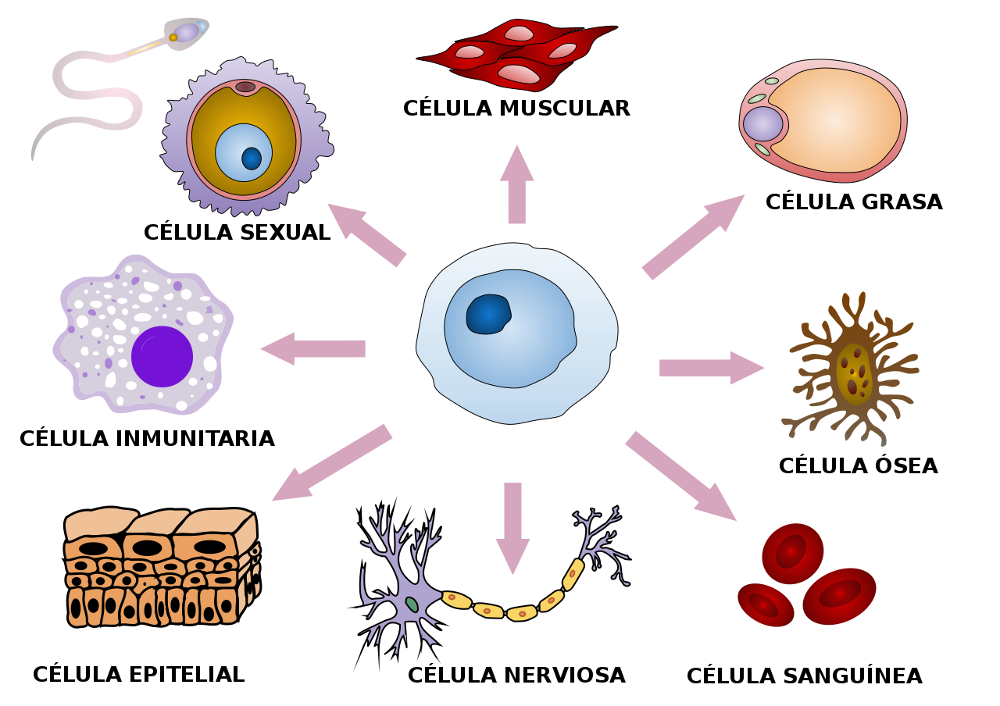 CÉLULA MUSCULAR
CÉLULA GRASA
CÉLULA SEXUAL
CÉLULA INMUNITARIA
CÉLULA ÓSEA
CÉLULA EPITELIAL
CÉLULA NERVIOSA
CÉLULA SANGUÍNEA